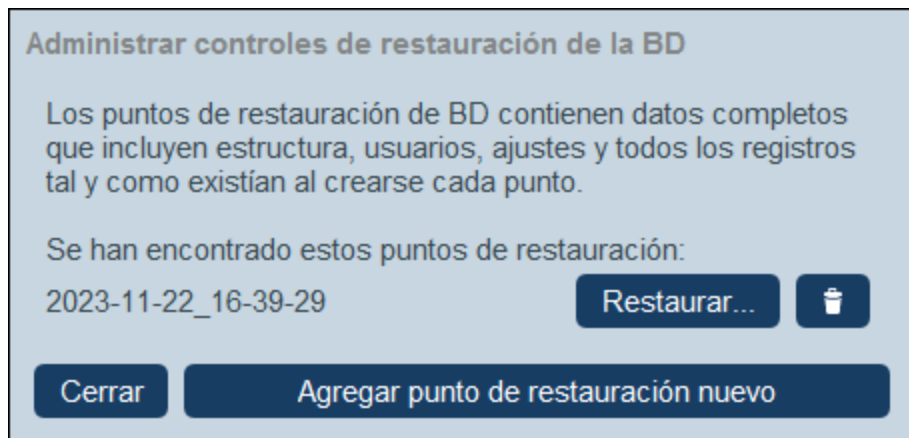 Administrar controles de restauración de la BD
Los puntos de restauración de BD contienen datos completos
que incluyen estructura, usuarios, ajustes y todos los registros
tal y como existían al crearse cada punto.
Se han encontrado estos puntos de restauración:
2023-11-22_16-39-29 Restaurar...
Cerrar Agregar punto de restauración nuevo